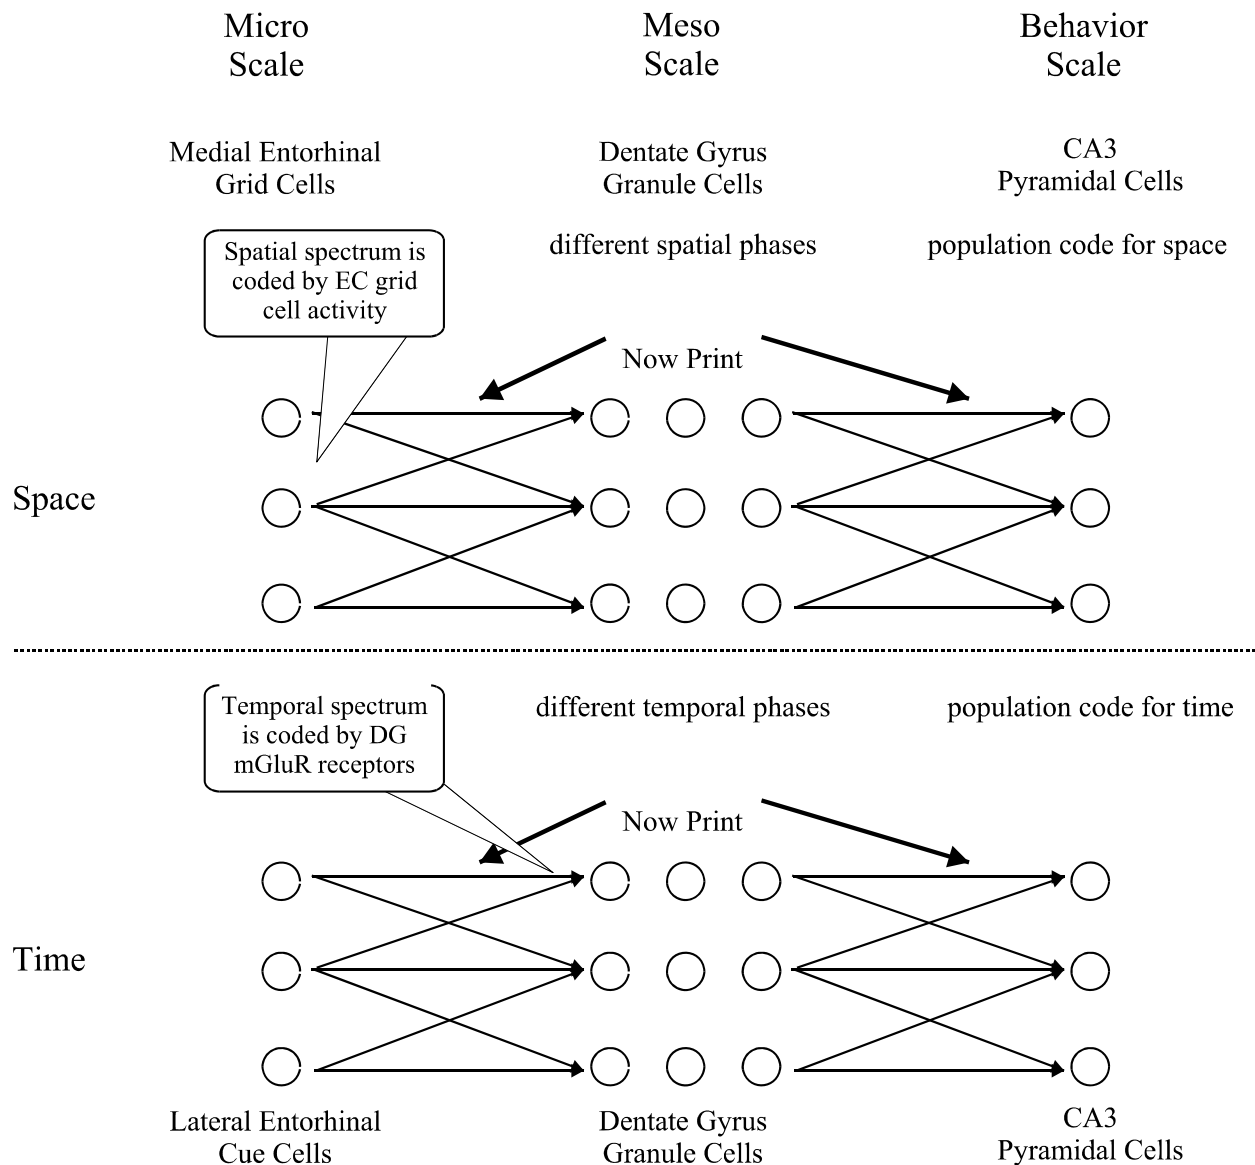 Micro
Scale
Meso
Scale
Behavior
Scale
Medial Entorhinal
Grid Cells
Dentate Gyrus
Granule Cells
CA3
Pyramidal Cells
Spatial spectrum is
coded by EC grid
cell activity
different spatial phases
population code for space
Now Print
Space
Temporal spectrum
is coded by DG
mGluR receptors
different temporal phases
population code for time
Now Print
Time
Lateral Entorhinal
Cue Cells
Dentate Gyrus
Granule Cells
CA3
Pyramidal Cells